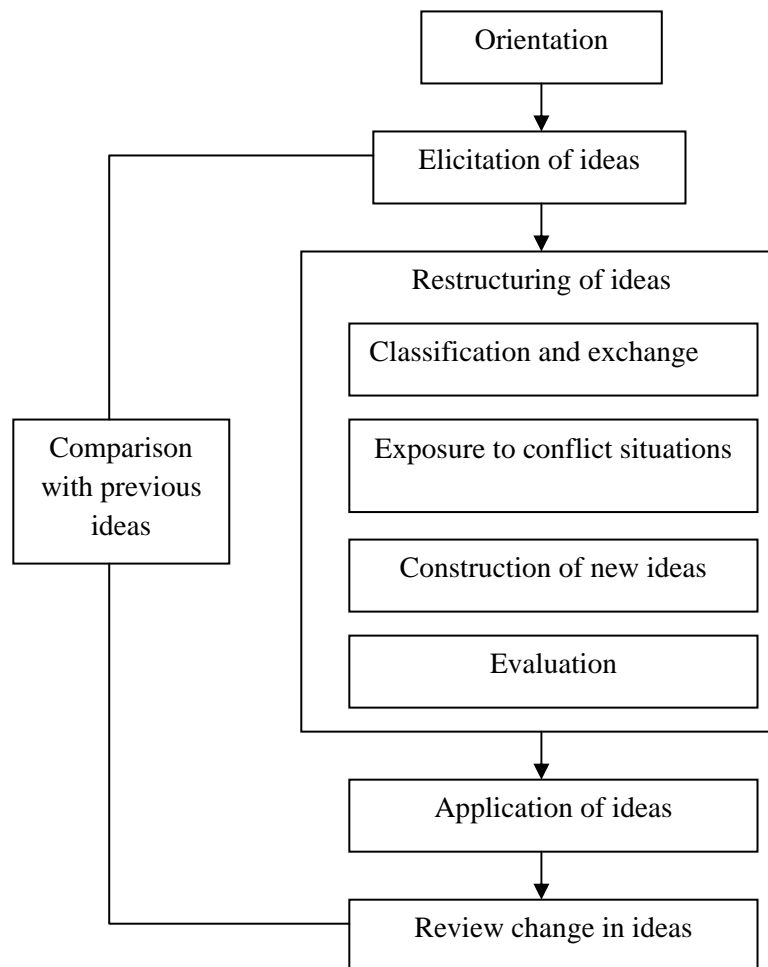 Orientation
Elicitation of ideas
Restructuring of ideas
Classification and exchange
Exposure to conflict situations
Comparison
with previous
ideas
Construction of new ideas
Evaluation
Application of ideas
Review change in ideas